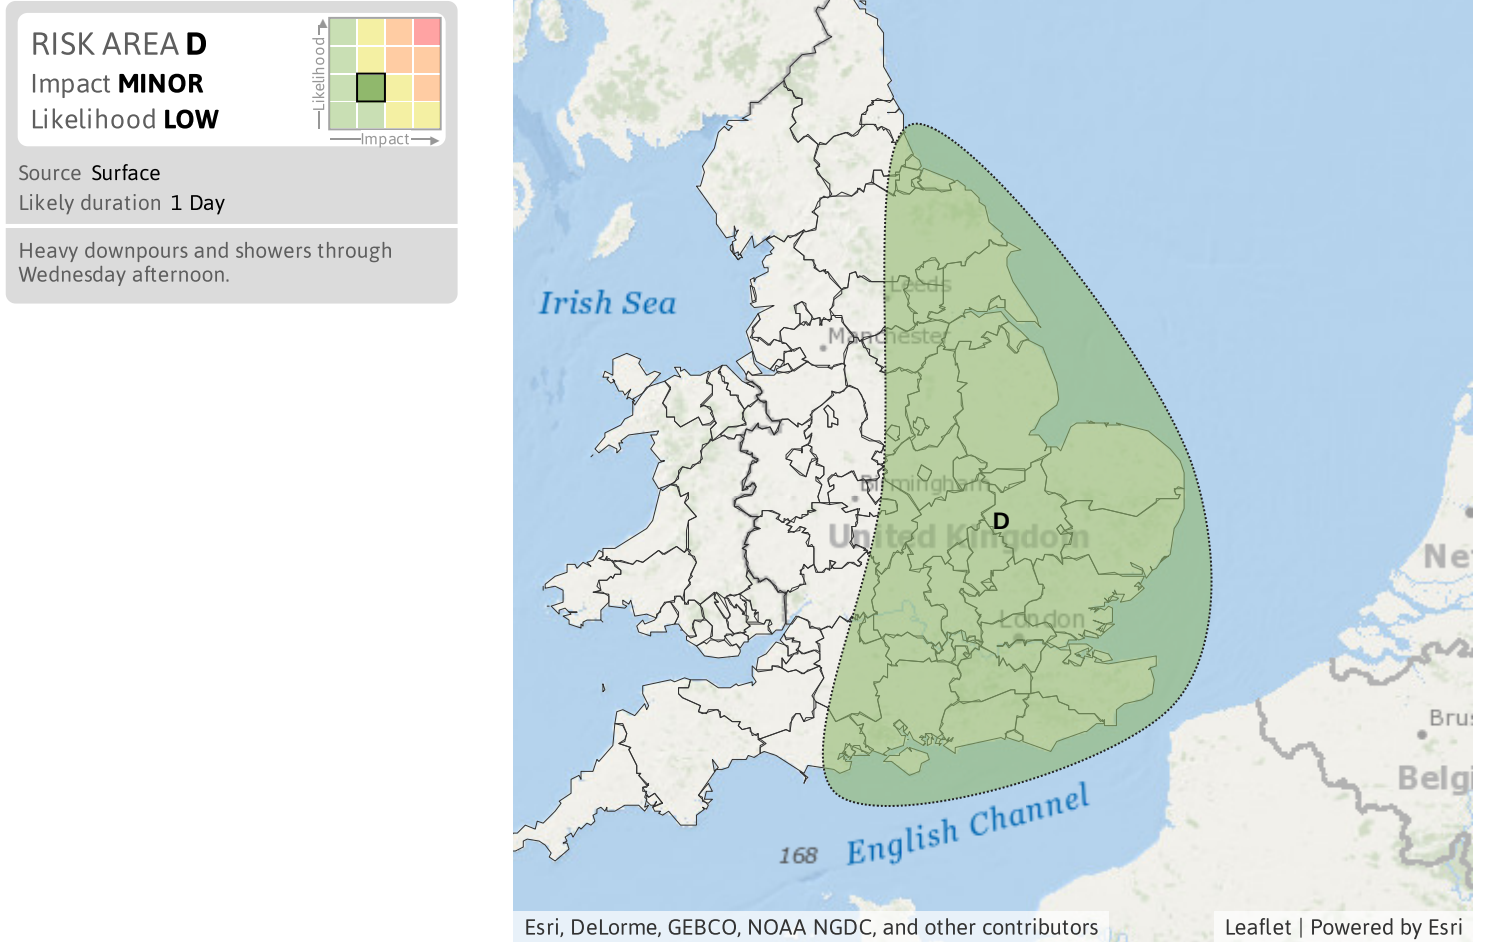 RISK AREA D
Impact MINOR
Likelihood LOW
Likelihood
Impact
Source Surface
Likely duration 1 Day
Heavy downpours and showers through
Wednesday afternoon.
Irish Sea
Leeds
Manchester
Birmingham
D
United Kingdom
London
Ne
Brus
Belgi
English Channel
168
Esri, DeLorme, GEBCO, NOAA NGDC, and other contributors
Leaflet | Powered by Esri